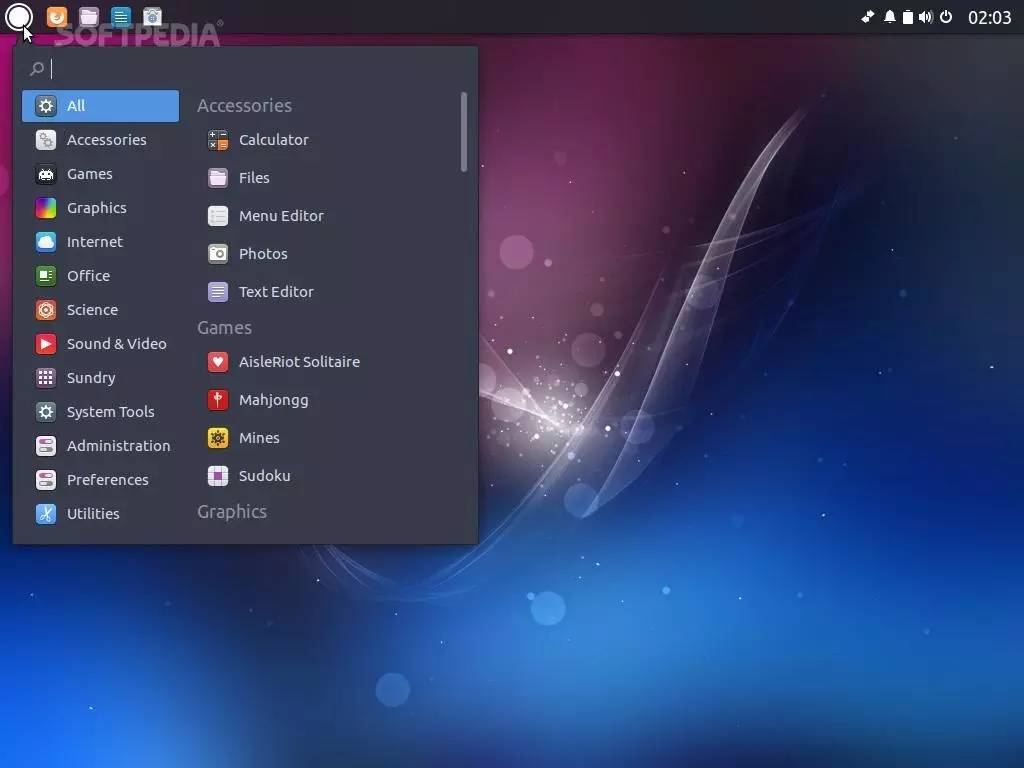 02:03
SOFTPEDIA®
All
Accessories
Games
Graphics
Internet
Office
Science
Sound & Video
Sundry
System Tools
Administration
Preferences
Utilities
Accessories
Calculator
Files
Menu Editor
Photos
Text Editor
Games
AisleRiot Solitaire
Mahjongg
Mines
Sudoku
Graphics